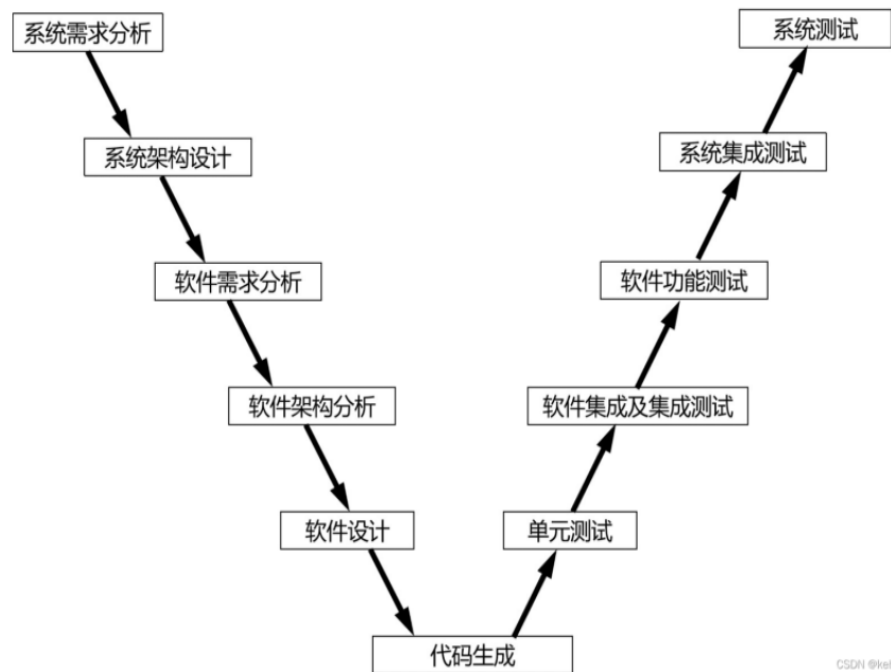 系统需求分析
系统测试
系统架构设计
系统集成测试
软件需求分析
软件功能测试
软件架构分析
软件集成及集成测试
软件设计
单元测试
代码生成
CSDN